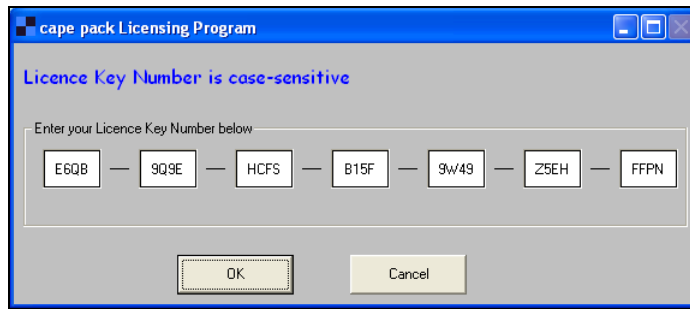 cape pack Licensing Program
Licence Key Number is case-sensitive
Enter your Licence Key Number below
E6QB — 9Q9E — HCFS — B15F — 9W49 — Z5EH — FFPN
OK Cancel